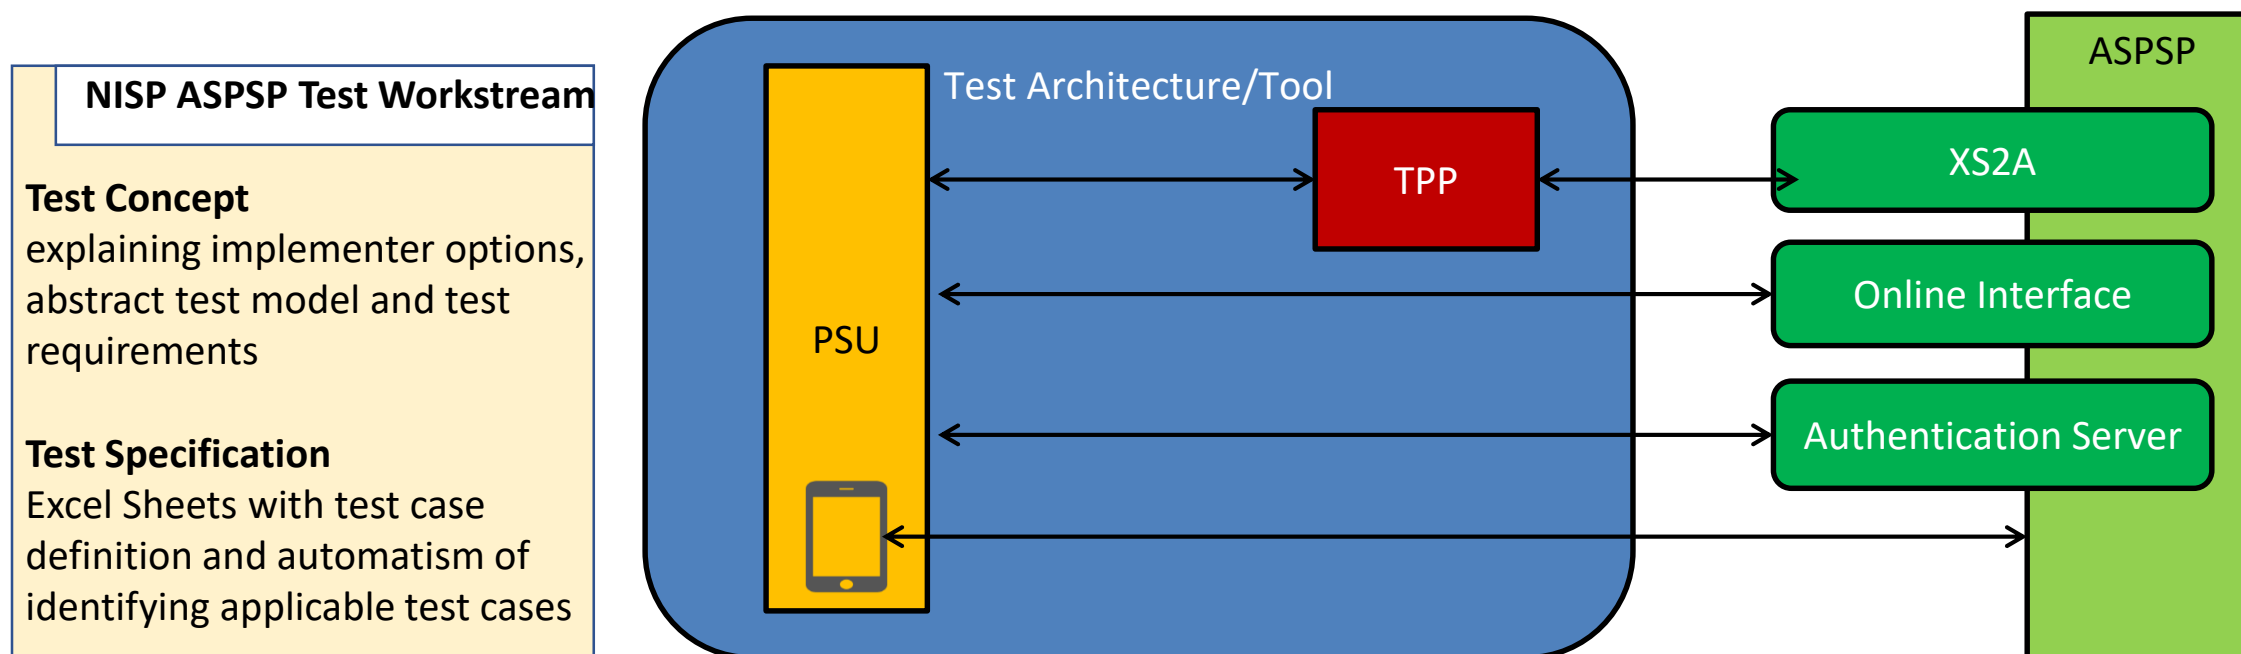 NISP ASPSP Test Workstream
Test Concept
explaining implementer options,
abstract test model and test
requirements
Test Specification
Excel Sheets with test case
definition and automatism of
identifying applicable test cases
Test Architecture/Tool
PSU
TPP
ASPSP
XS2A
Online Interface
Authentication Server